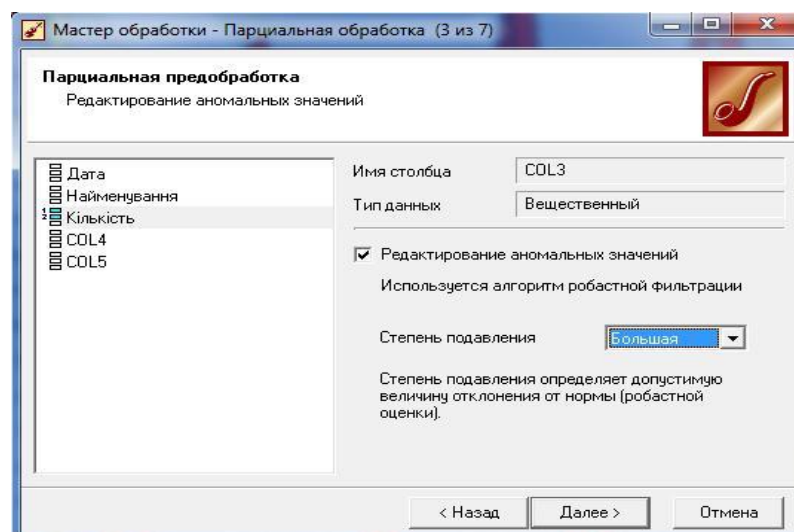 Мастер обработки - Парциальная обработка (3 из 7)
Парциальная предобработка
Редактирование аномальных значений
Дата
Найменування
Кількість
COL4
COL5
Имя столбца COL3
Тип данных Вещественный
Редактирование аномальных значений
Используется алгоритм робастной фильтрации
Степень подавления Большая
Степень подавления определяет допустимую
величину отклонения от нормы (робастной
оценки).
< Назад Далее > Отмена